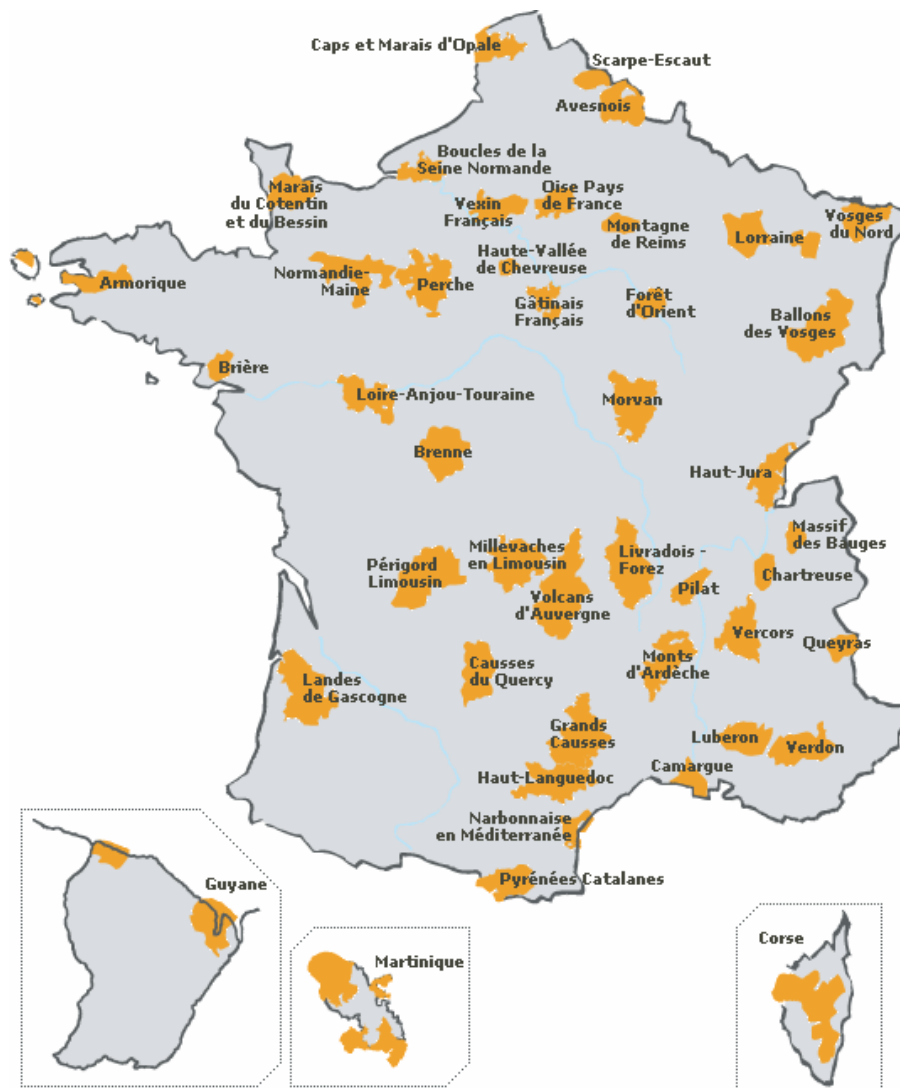 Caps et Marais d'Opale
Scarpe-Escaut
Avesnois
Boucles de la
Seine Normande
Marais
du Cotentin
et du Bessin
Vexin
Français
Oise Pays
de France
Montagne
de Reims
Lorraine
Vosges
du Nord
Armorique
Normandie-
Maine
Perche
Haute-Vallée
de Chevreuse
Gâtinais
Français
Forêt
d'Orient
Ballons
des Vosges
Brière
Loire-Anjou-Touraine
Morvan
Brenne
Haut-Jura
Massif
des Bauges
Périgord
Limousin
Millevaches
en Limousin
Volcans
d'Auvergne
Livradois -
Forez
Pilat
Chartreuse
Vercors
Queyras
Landes
de Gascogne
Causses
du Quercy
Monts
d'Ardèche
Grands
Causses
Luberon
Verdon
Camargue
Haut-Languedoc
Narbonnaise
en Méditerranée
Pyrénées Catalanes
Guyane
Martinique
Corse